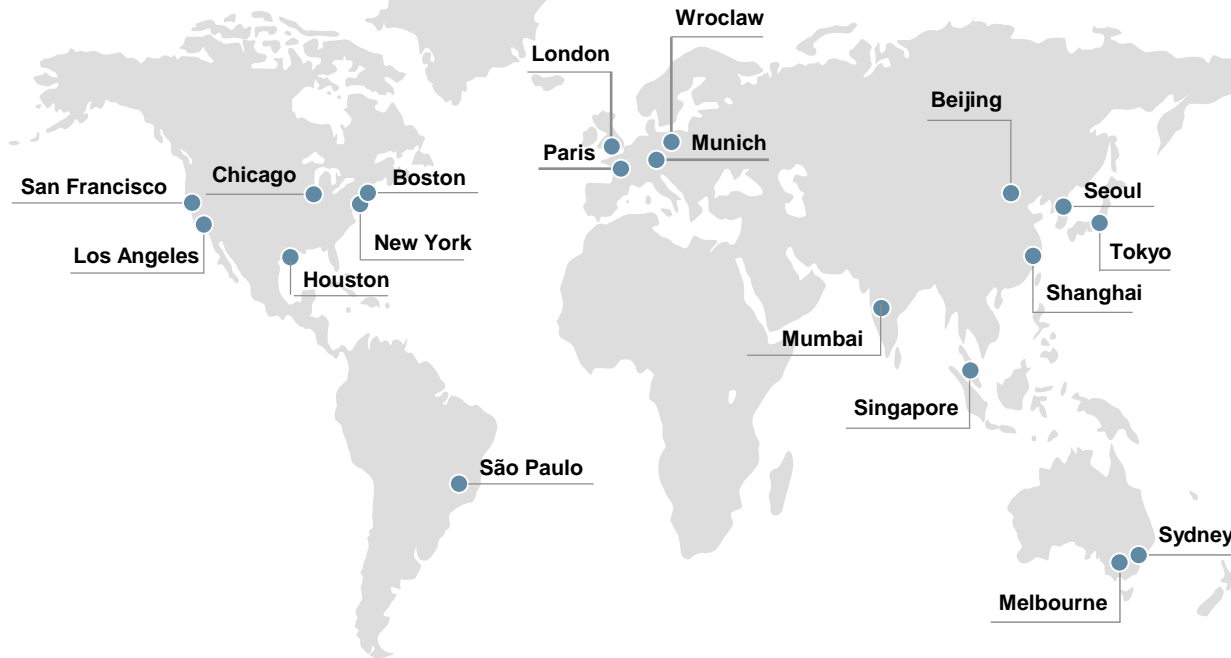 Wroclaw
London
Beijing
Paris
Munich
Chicago
Boston
San Francisco
Seoul
New York
Los Angeles
Tokyo
Houston
Shanghai
Mumbai
Singapore
São Paulo
Sydney
Melbourne